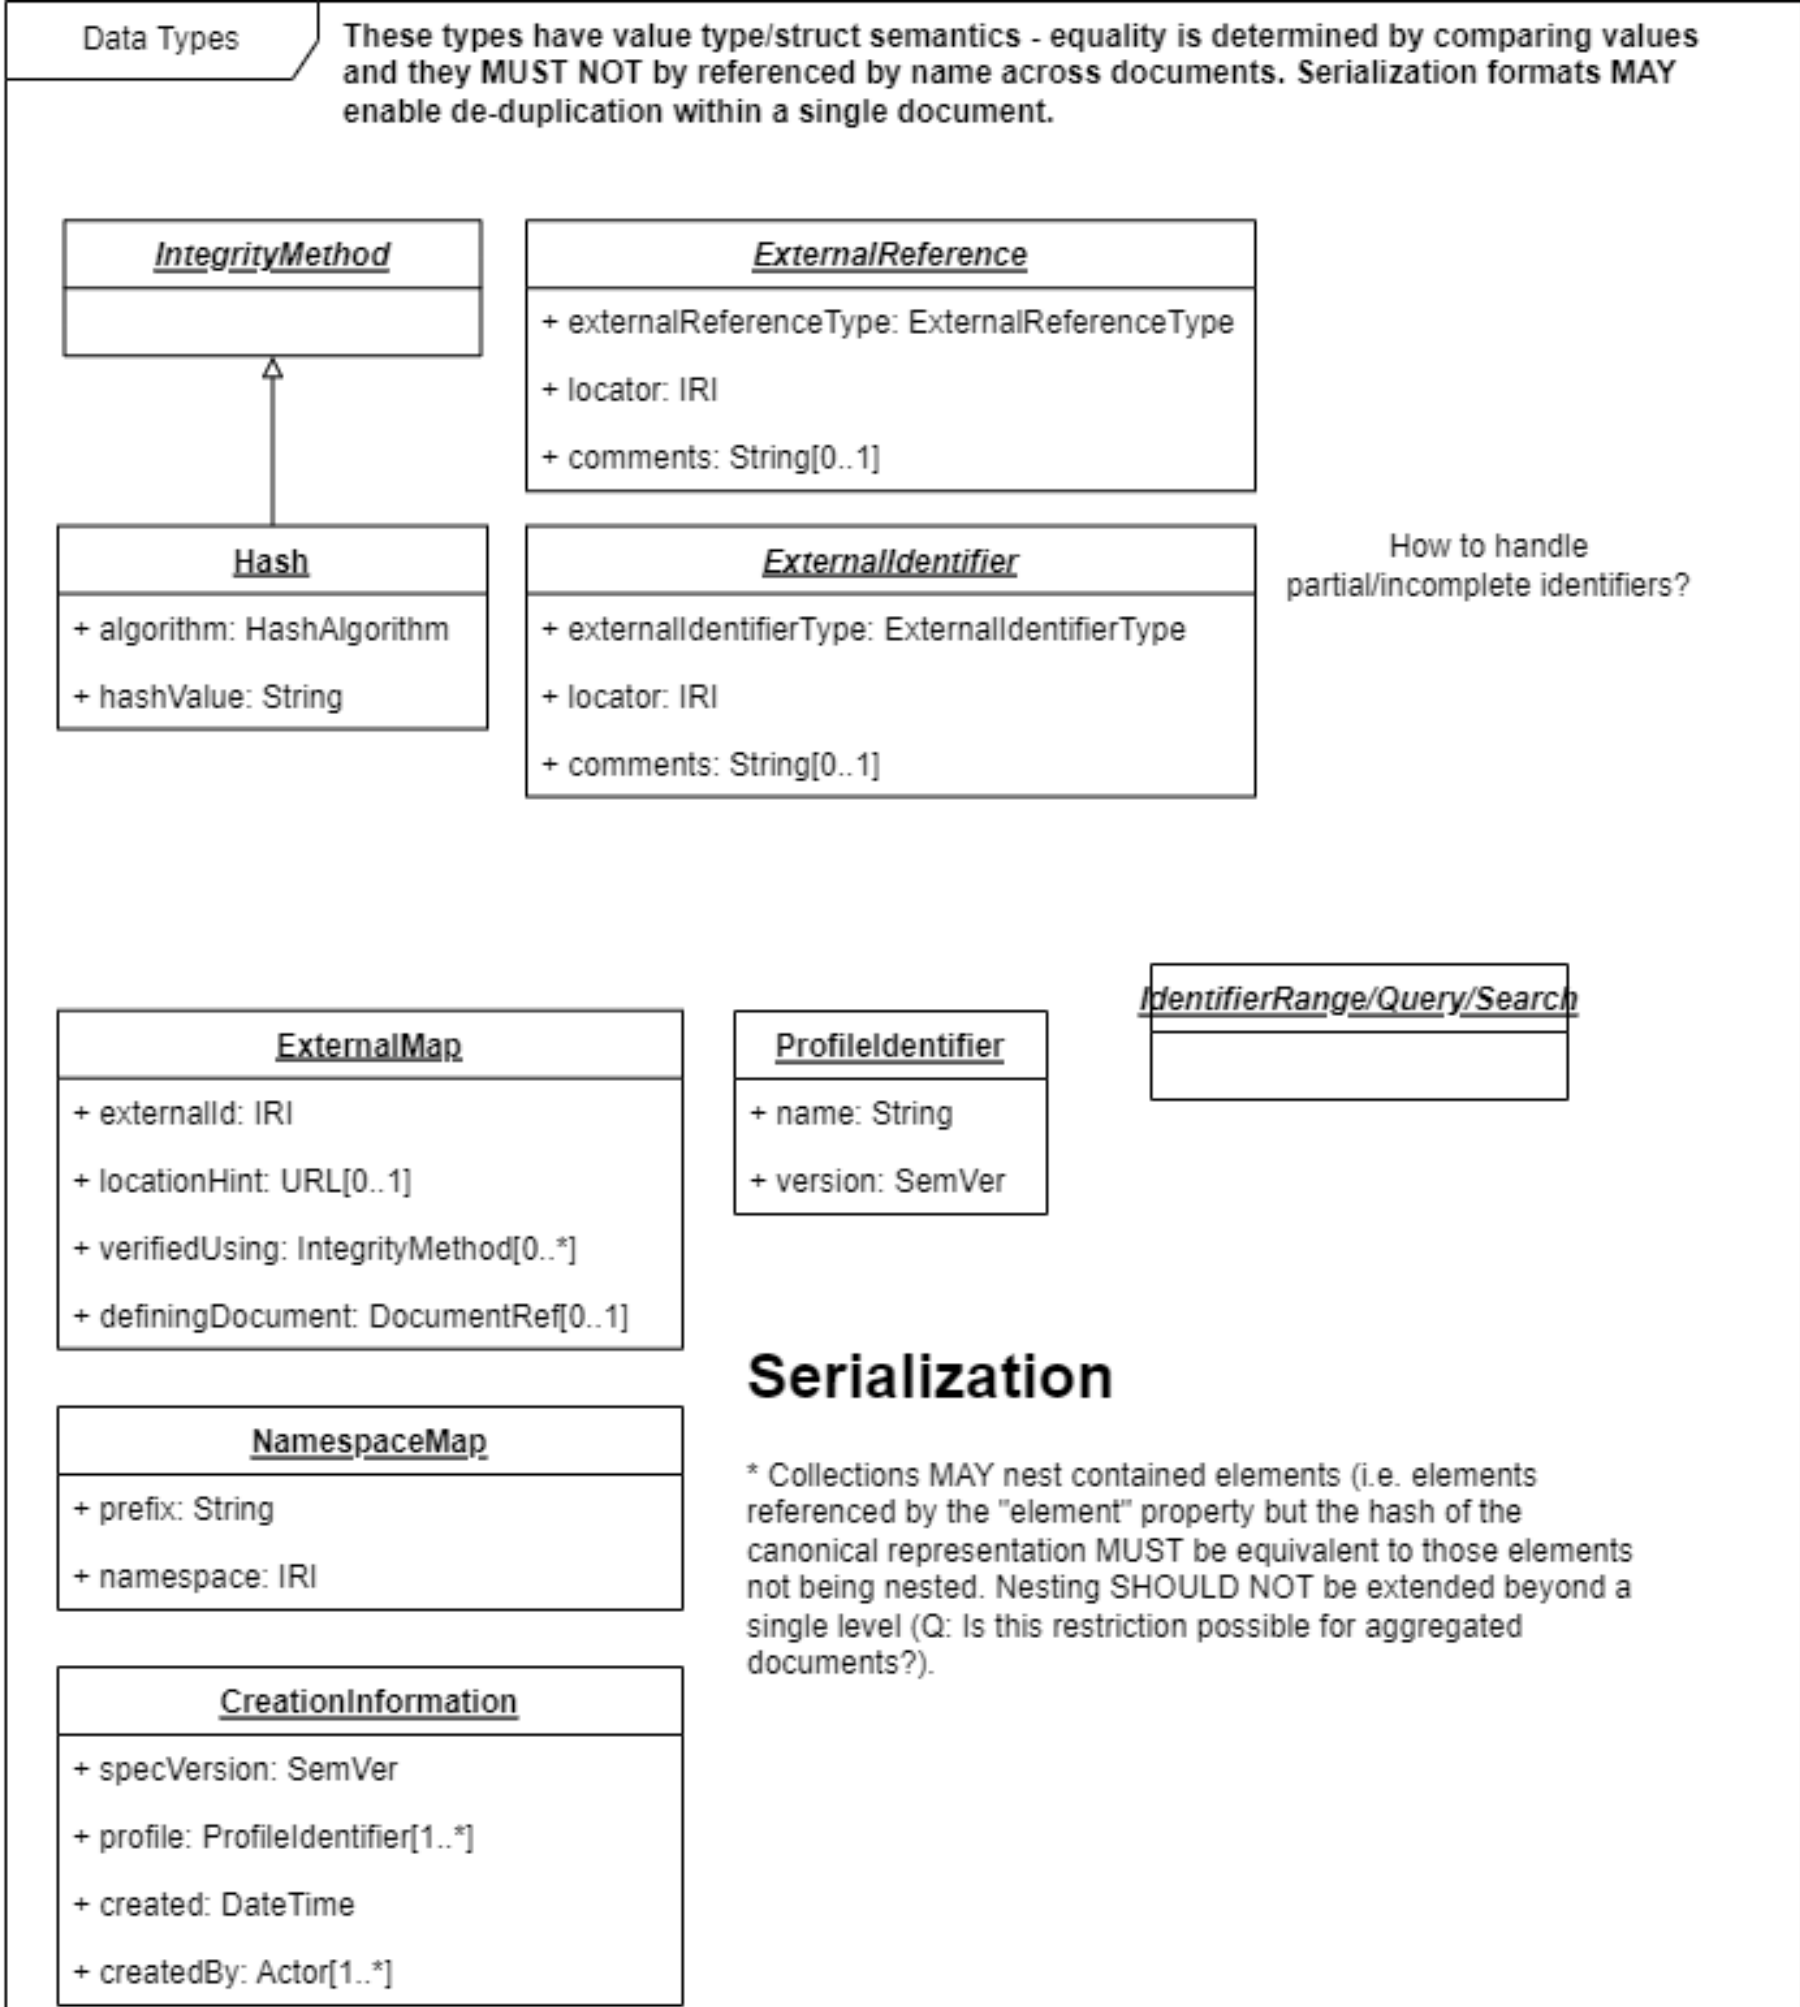 Data Types
These types have value type/struct semantics - equality is determined by comparing values
and they MUST NOT by referenced by name across documents. Serialization formats MAY
enable de-duplication within a single document.
IntegrityMethod
ExternalReference
+ externalReferenceType: ExternalReferenceType
+ locator: IRI
+ comments: String[0..1]
Hash
+ algorithm: HashAlgorithm
+ hashValue: String
ExternalIdentifier
+ externalIdentifierType: ExternalIdentifierType
+ locator: IRI
+ comments: String[0..1]
How to handle
partial/incomplete identifiers?
ExternalMap
+ externalId: IRI
+ locationHint: URL[0..1]
+ verifiedUsing: IntegrityMethod[0..*]
+ definingDocument: DocumentRef[0..1]
ProfileIdentifier
+ name: String
+ version: SemVer
IdentifierRange/Query/Search
NamespaceMap
+ prefix: String
+ namespace: IRI
Serialization
* Collections MAY nest contained elements (i.e. elements
referenced by the "element" property but the hash of the
canonical representation MUST be equivalent to those elements
not being nested. Nesting SHOULD NOT be extended beyond a
single level (Q: Is this restriction possible for aggregated
documents?).
CreationInformation
+ specVersion: SemVer
+ profile: ProfileIdentifier[1..*]
+ created: DateTime
+ createdBy: Actor[1..*]